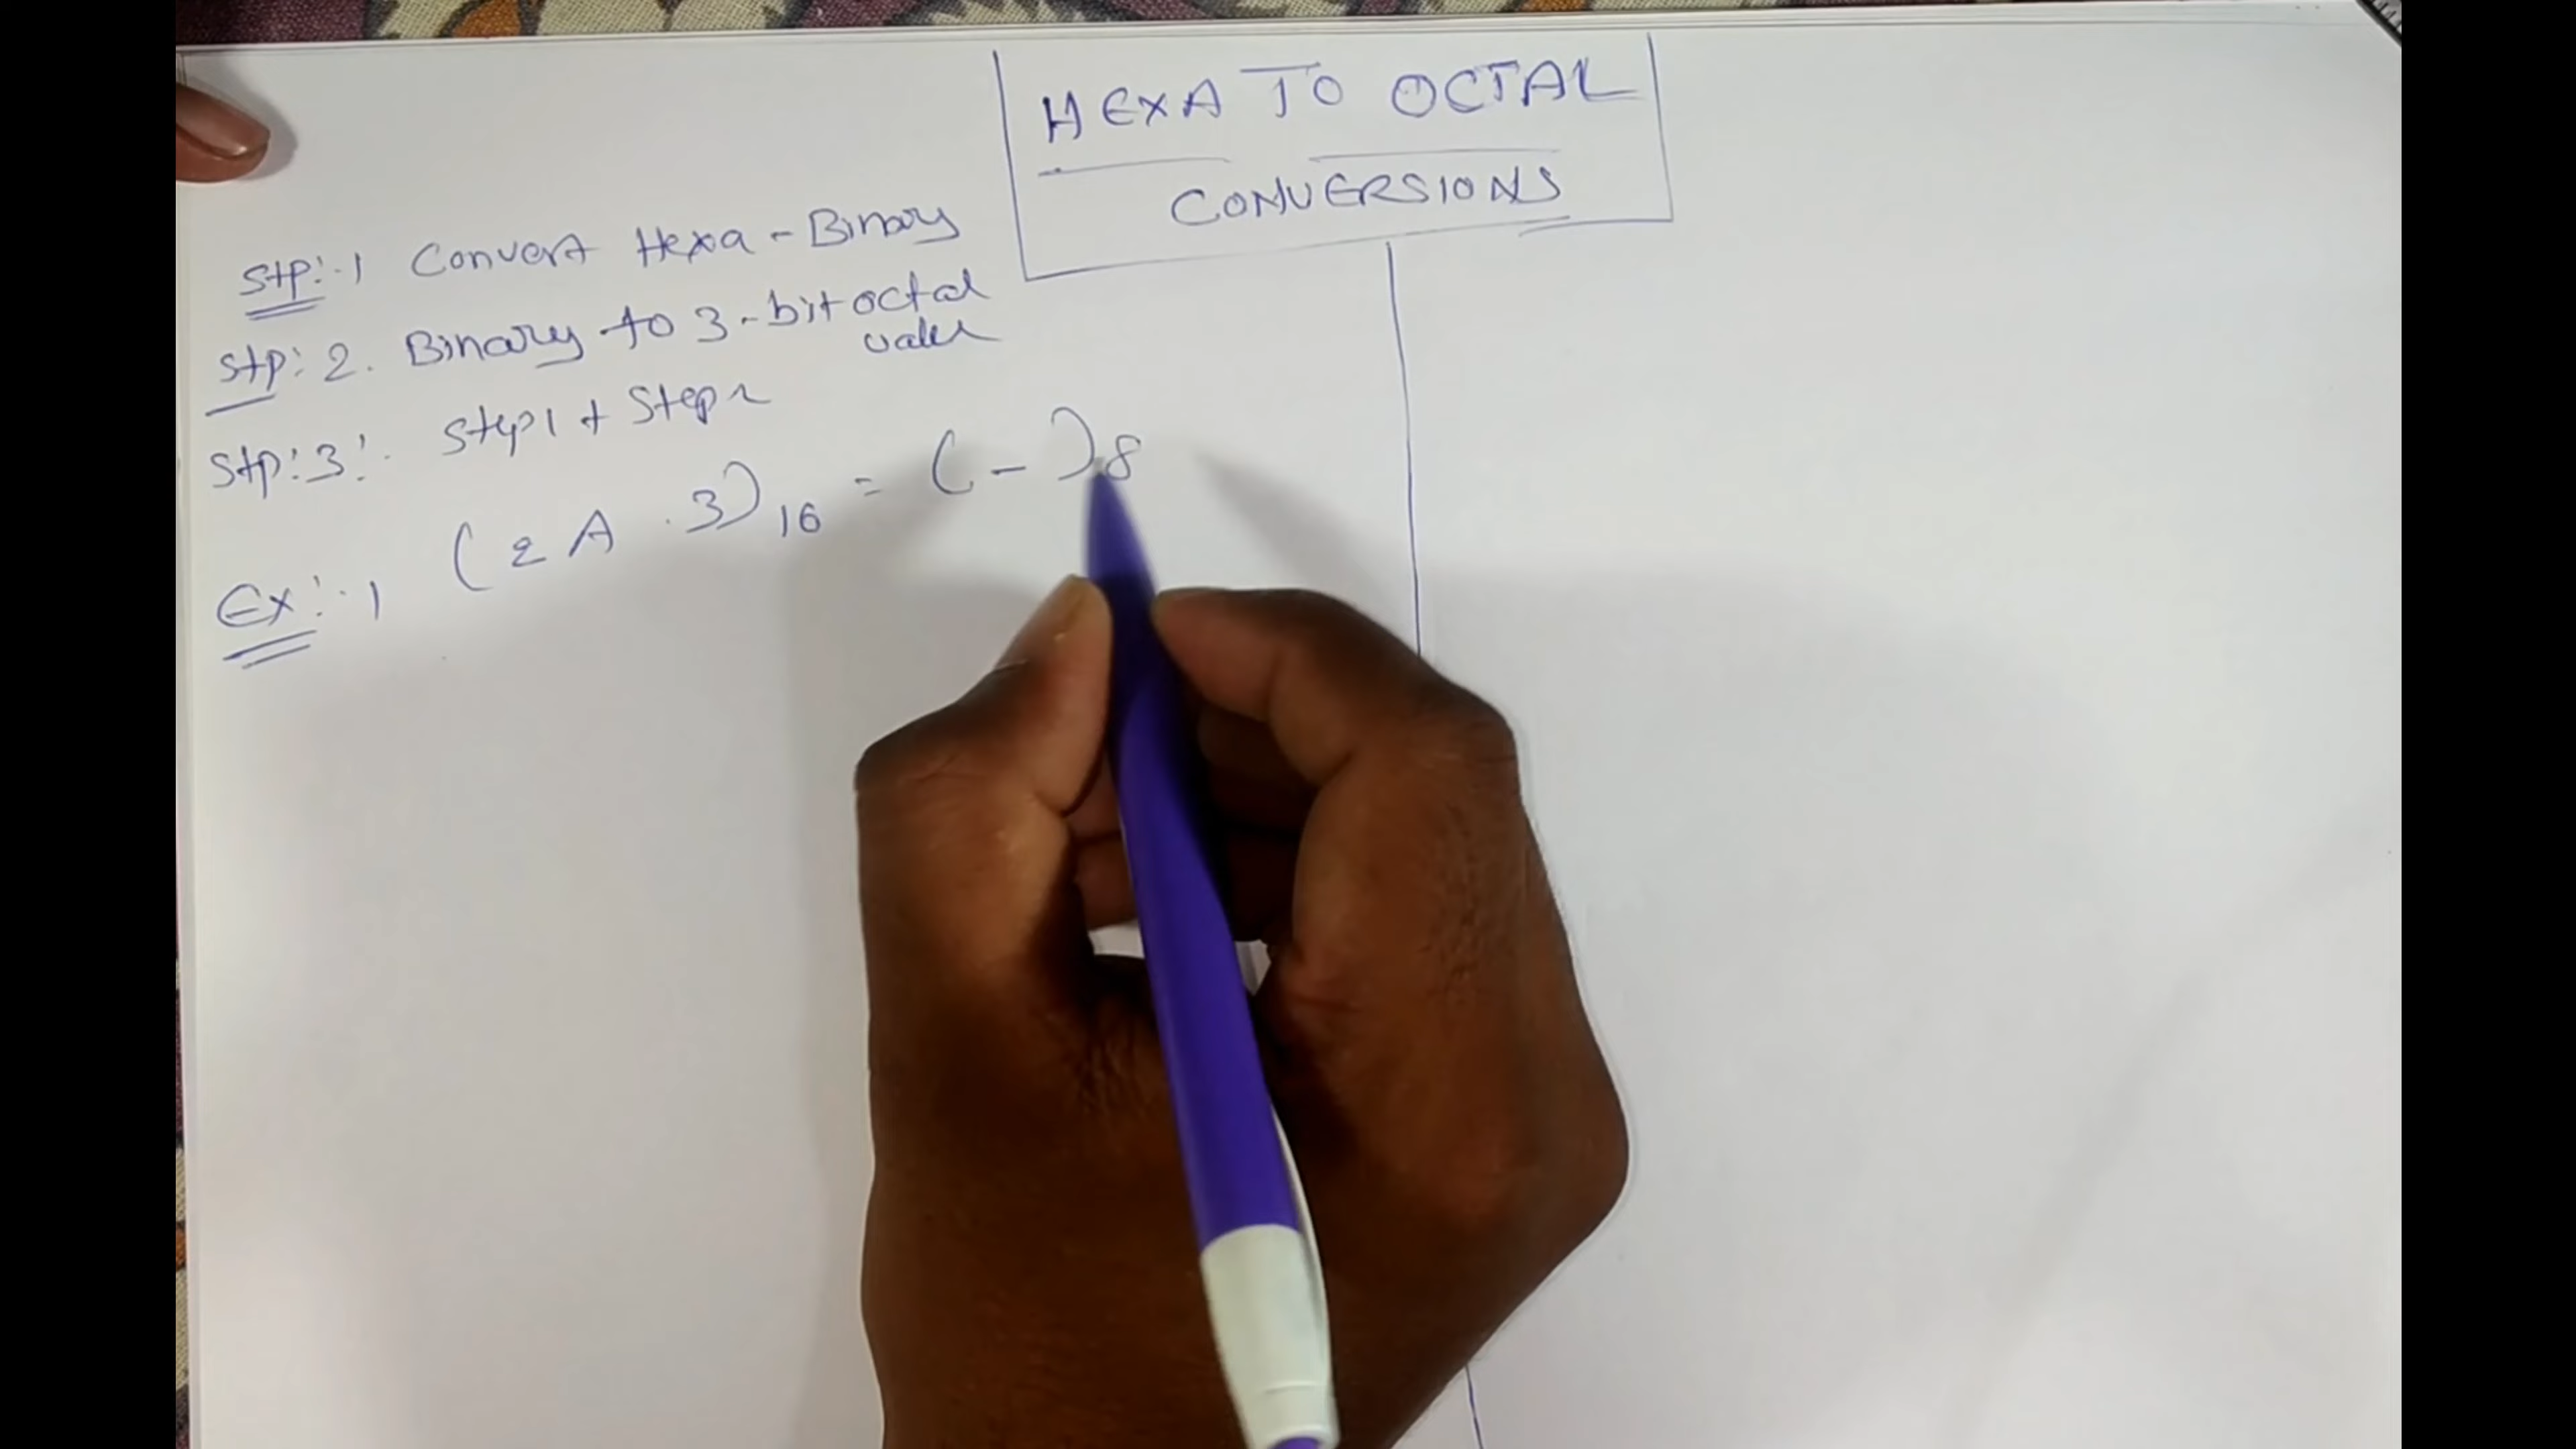 HEXA TO OCTAL
CONVERSIONS
Stp:-1 Convert Hexa - Binary
Stp: 2. Binary to 3-bit octal
Stp:3:- Step1 + Step2
Ex:-1 (2A .3)16 = ( - )8